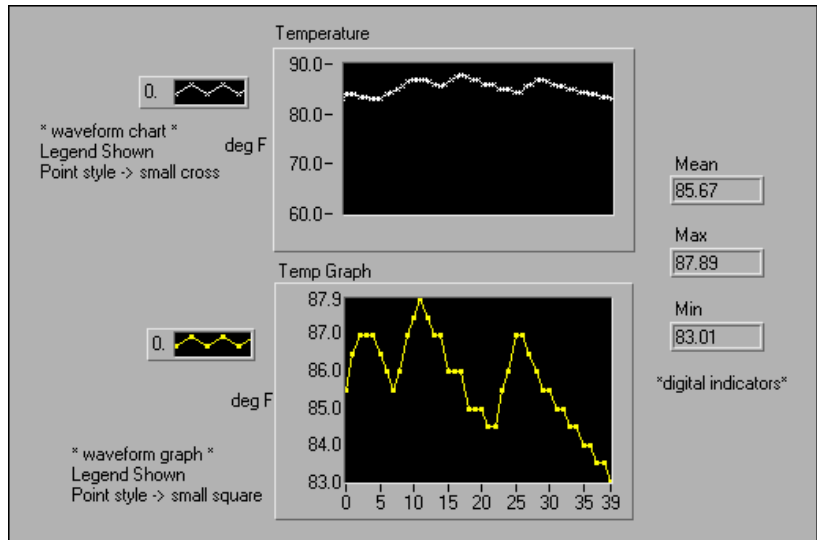 Temperature
90.0
80.0
70.0
60.0
deg F
0.
* waveform chart *
Legend Shown
Point style -> small cross
Mean
85.67
Max
87.89
Min
83.01
*digital indicators*
Temp Graph
87.9
87.0
86.0
85.0
84.0
83.0
0 5 10 15 20 25 30 35 39
deg F
0.
* waveform graph *
Legend Shown
Point style -> small square